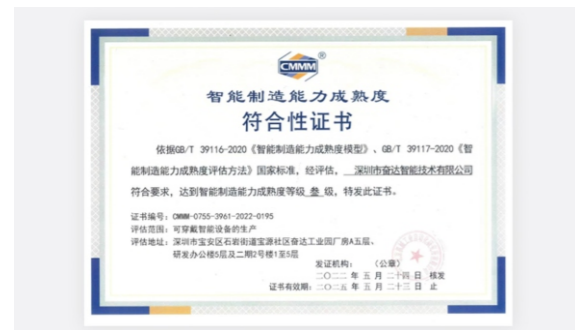 CMMM®
智能制造能力成熟度
符合性证书
依据GB/T 39116-2020《智能制造能力成熟度模型》、GB/T 39117-2020《智
能制造能力成熟度评估方法》国家标准，经评估，深圳市奋达智能技术有限公司
符合要求，达到智能制造能力成熟度等级 叁 级，特发此证书。
证书编号：CMMM-0755-3961-2022-0195
评估范围：可穿戴智能设备的生产
评估地址：深圳市宝安区石岩街道宝源社区奋达工业园厂房A五层、
研发办公楼5层及二期2号楼1至5层
发证机构： （公章）
二〇二二 年 五 月 二十四 日 核发
证书有效期：二〇二五 年 五 月 二十三 日 止